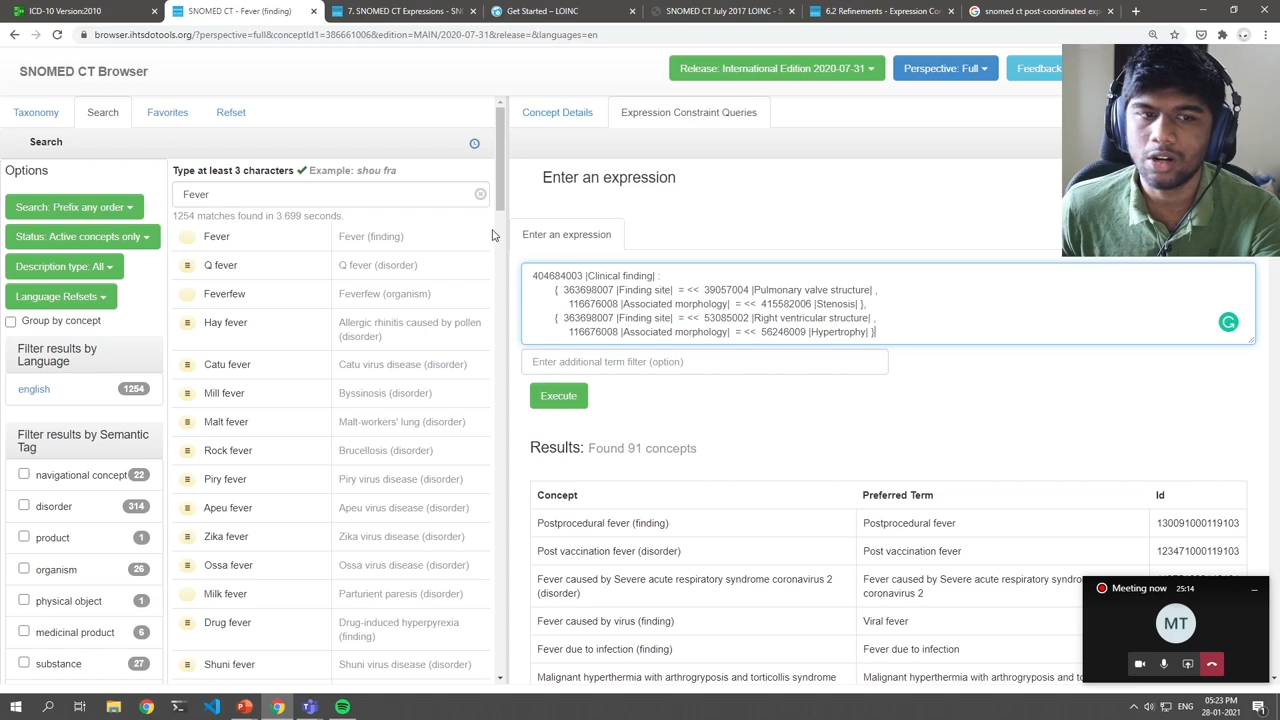 ICD-10 Version:2010
SNOMED CT - Fever (finding)
7. SNOMED CT Expressions - SN
Get Started – LOINC
SNOMED CT July 2017 LOINC - S
6.2 Refinements - Expression Con
snomed ct post-coordinated exp
browser.ihtsdotools.org/?perspective=full&conceptId1=386661006&edition=MAIN/2020-07-31&release=&languages=en
SNOMED CT Browser
Release: International Edition 2020-07-31
Perspective: Full
Feedback
Taxonomy
Search
Favorites
Refset
Concept Details
Expression Constraint Queries
Search
Options
Search: Prefix any order
Status: Active concepts only
Description type: All
Language Refsets
Group by concept
Filter results by
Language
english 1254
Filter results by Semantic
Tag
navigational concept 22
disorder 314
product 1
organism 26
physical object 1
medicinal product 6
substance 27
Type at least 3 characters Example: shou fra
Fever
1254 matches found in 3.699 seconds.
Fever Fever (finding)
Q fever Q fever (disorder)
Feverfew Feverfew (organism)
Hay fever Allergic rhinitis caused by pollen
(disorder)
Catu fever Catu virus disease (disorder)
Mill fever Byssinosis (disorder)
Malt fever Malt-workers' lung (disorder)
Rock fever Brucellosis (disorder)
Piry fever Piry virus disease (disorder)
Apeu fever Apeu virus disease (disorder)
Zika fever Zika virus disease (disorder)
Ossa fever Ossa virus disease (disorder)
Milk fever Parturient paresis (disorder)
Drug fever Drug-induced hyperpyrexia
(finding)
Shuni fever Shuni virus disease (disorder)
Enter an expression
Enter an expression
404684003 |Clinical finding| :
{ 363698007 |Finding site| = << 39057004 |Pulmonary valve structure| ,
116676008 |Associated morphology| = << 415582006 |Stenosis| },
{ 363698007 |Finding site| = << 53085002 |Right ventricular structure| ,
116676008 |Associated morphology| = << 56246009 |Hypertrophy| }
Enter additional term filter (option)
Execute
Results: Found 91 concepts
Concept Preferred Term Id
Postprocedural fever (finding) Postprocedural fever 130091000119103
Post vaccination fever (disorder) Post vaccination fever 123471000119103
Fever caused by Severe acute respiratory syndrome coronavirus 2 Fever caused by Severe acute respiratory syndrome
(disorder) coronavirus 2
Fever caused by virus (finding) Viral fever
Fever due to infection (finding) Fever due to infection
Malignant hyperthermia with arthrogryposis and torticollis syndrome Malignant hyperthermia with arthrogryposis and
Meeting now 25:14
MT
ENG
05:23 PM
28-01-2021